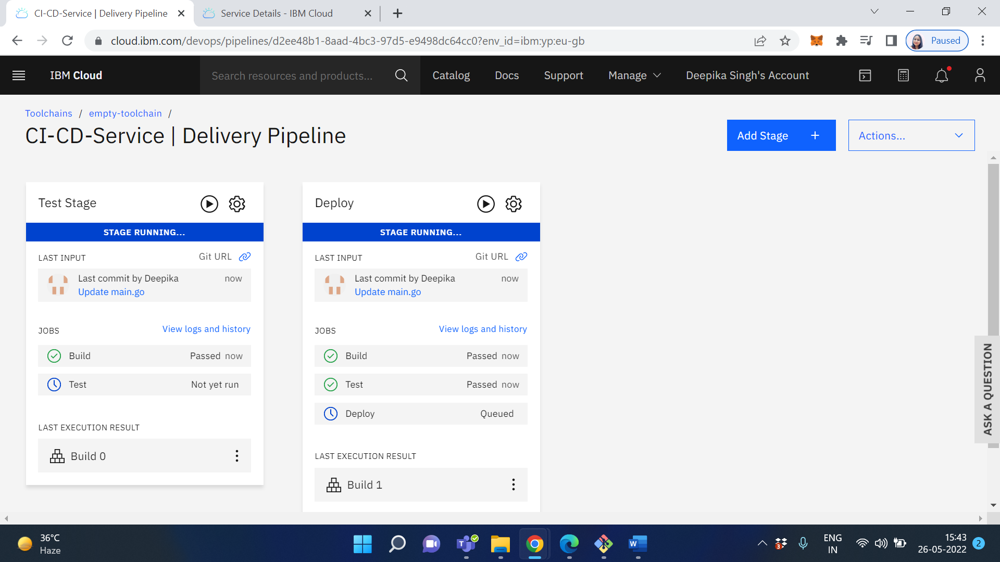 CI-CD-Service | Delivery Pipeline
Service Details - IBM Cloud
cloud.ibm.com/devops/pipelines/d2ee48b1-8aad-4bc3-97d5-e9498dc64cc0?env_id=ibm:yp:eu-gb
Paused
IBM Cloud
Search resources and products...
Catalog
Docs
Support
Manage
Deepika Singh's Account
Toolchains / empty-toolchain /
CI-CD-Service | Delivery Pipeline
Add Stage +
Actions...
Test Stage
STAGE RUNNING...
LAST INPUT
Git URL
Last commit by Deepika
now
Update main.go
JOBS
View logs and history
Build
Passed now
Test
Not yet run
LAST EXECUTION RESULT
Build 0
Deploy
STAGE RUNNING...
LAST INPUT
Git URL
Last commit by Deepika
now
Update main.go
JOBS
View logs and history
Build
Passed now
Test
Passed now
Deploy
Queued
LAST EXECUTION RESULT
Build 1
ASK A QUESTION
36°C
Haze
T
W
3
ENG
IN
15:43
26-05-2022
2